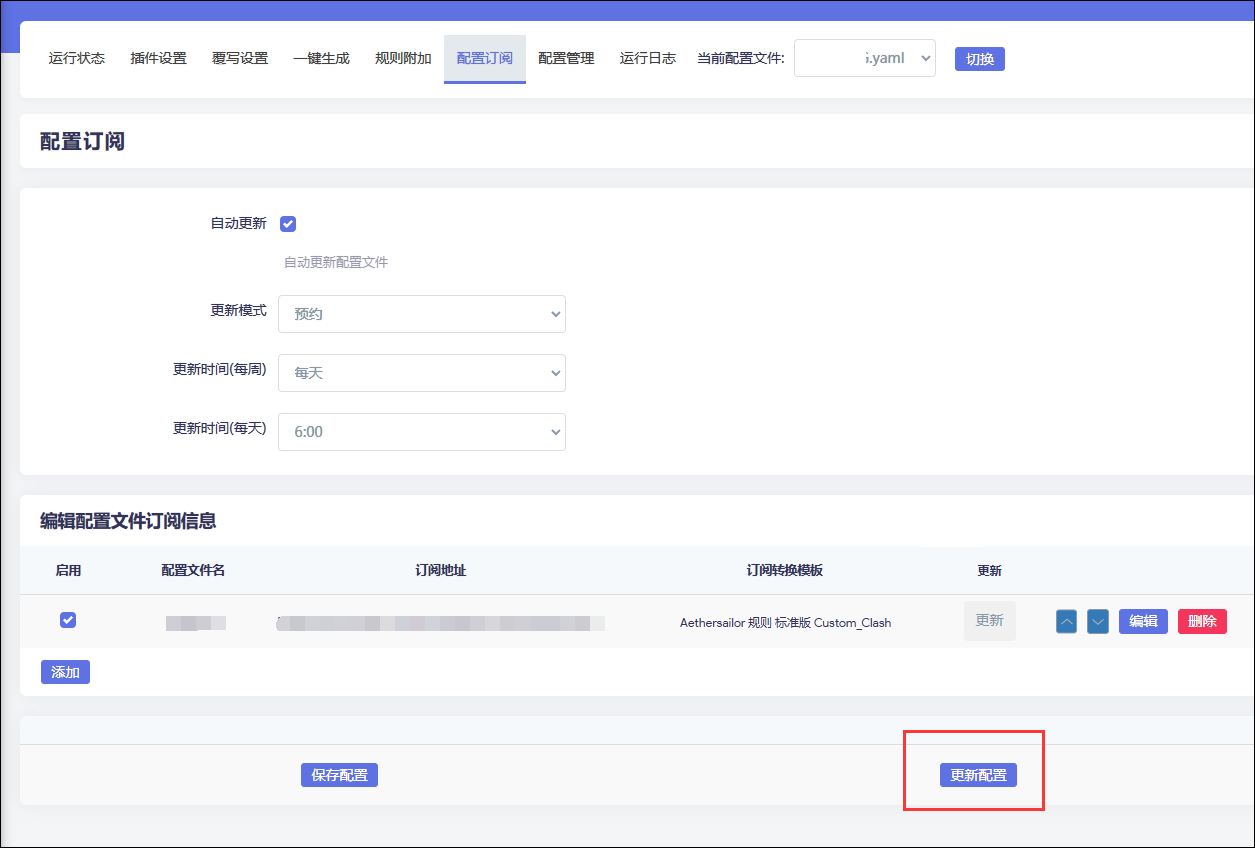 运行状态 插件设置 覆写设置 一键生成 规则附加 配置订阅 配置管理 运行日志 当前配置文件: .yaml 切换
配置订阅
自动更新
自动更新配置文件
更新模式 预约
更新时间(每周) 每天
更新时间(每天) 6:00
编辑配置文件订阅信息
启用 配置文件名 订阅地址 订阅转换模板 更新
Aethersailor 规则 标准版 Custom_Clash 更新 编辑 删除
添加
保存配置 更新配置